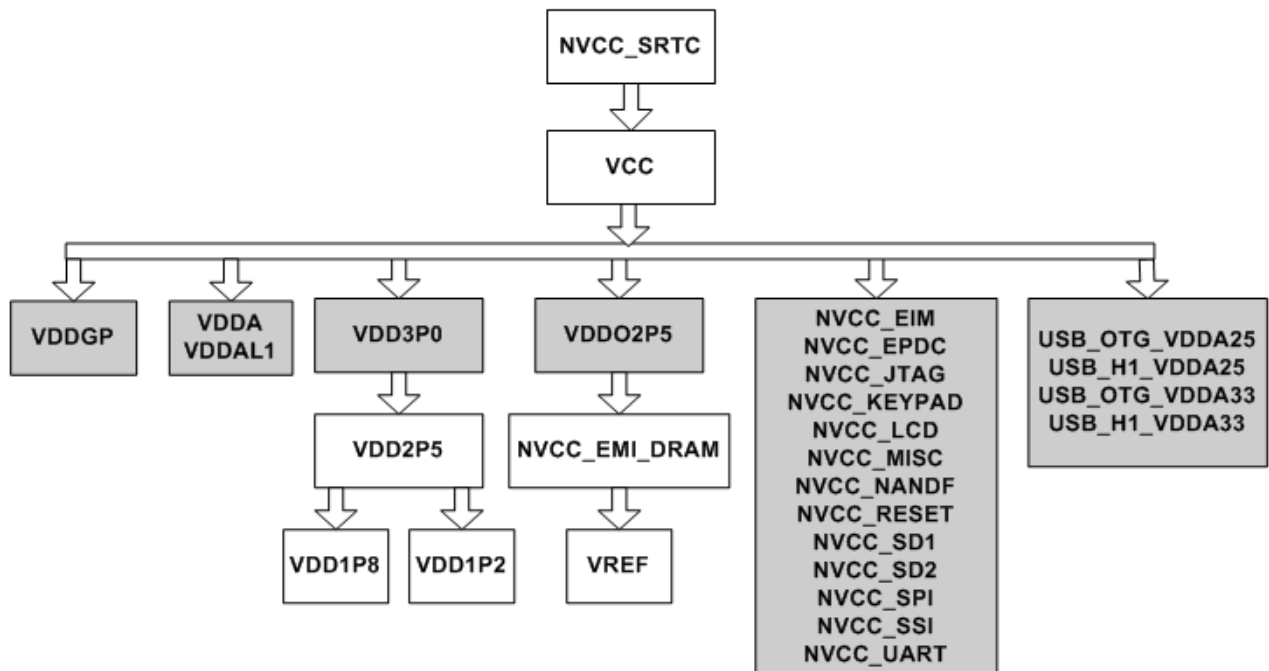 NVCC_SRTC
VCC
VDDGP
VDDA
VDDAL1
VDD3P0
VDDO2P5
NVCC_EIM
NVCC_EPDC
NVCC_JTAG
NVCC_KEYPAD
NVCC_LCD
NVCC_MISC
NVCC_NANDF
NVCC_RESET
NVCC_SD1
NVCC_SD2
NVCC_SPI
NVCC_SSI
NVCC_UART
USB_OTG_VDDA25
USB_H1_VDDA25
USB_OTG_VDDA33
USB_H1_VDDA33
VDD2P5
NVCC_EMI_DRAM
VDD1P8
VDD1P2
VREF